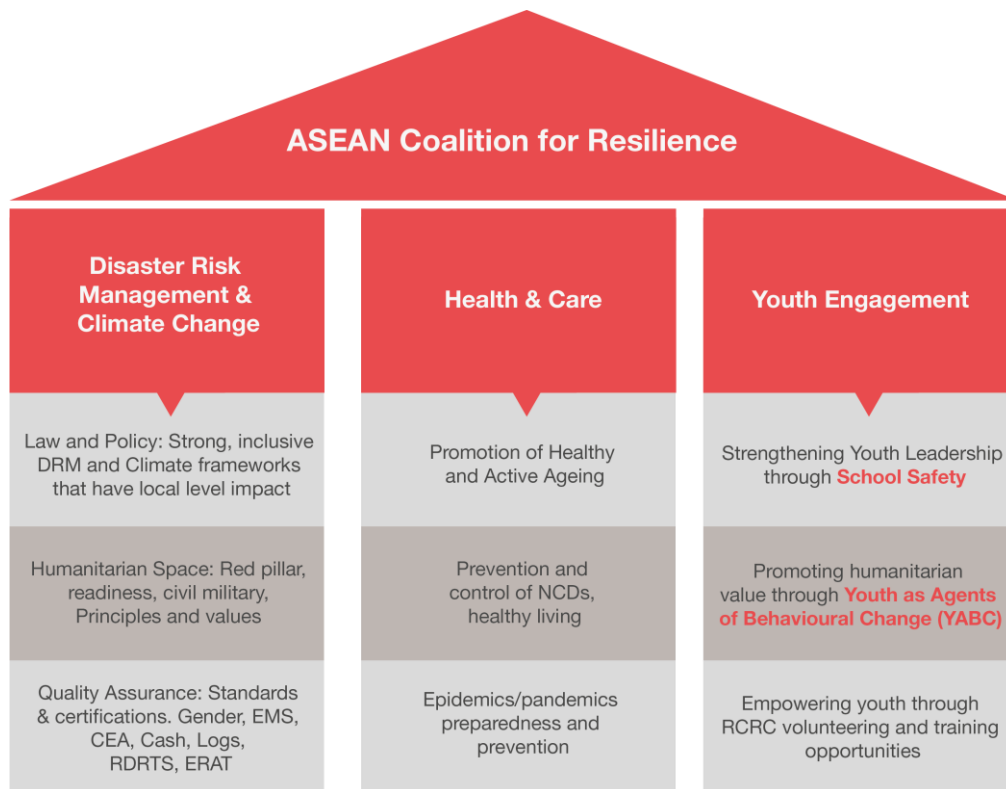 ASEAN Coalition for Resilience
Disaster Risk
Management &
Climate Change
Law and Policy: Strong, inclusive
DRM and Climate frameworks
that have local level impact
Humanitarian Space: Red pillar,
readiness, civil military,
Principles and values
Quality Assurance: Standards
& certifications. Gender, EMS,
CEA, Cash, Logs,
RDRTS, ERAT
Health & Care
Promotion of Healthy
and Active Ageing
Prevention and
control of NCDs,
healthy living
Epidemics/pandemics
preparedness and
prevention
Youth Engagement
Strengthening Youth Leadership
through School Safety
Promoting humanitarian
value through Youth as Agents
of Behavioural Change (YABC)
Empowering youth through
RCRC volunteering and training
opportunities